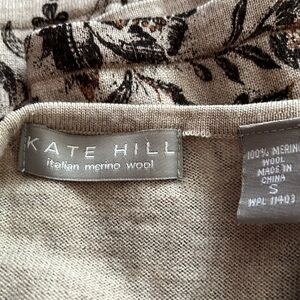 KATE HILL
italian merino wool
100% MERINO
WOOL
MADE IN
CHINA
S
WPL 11403